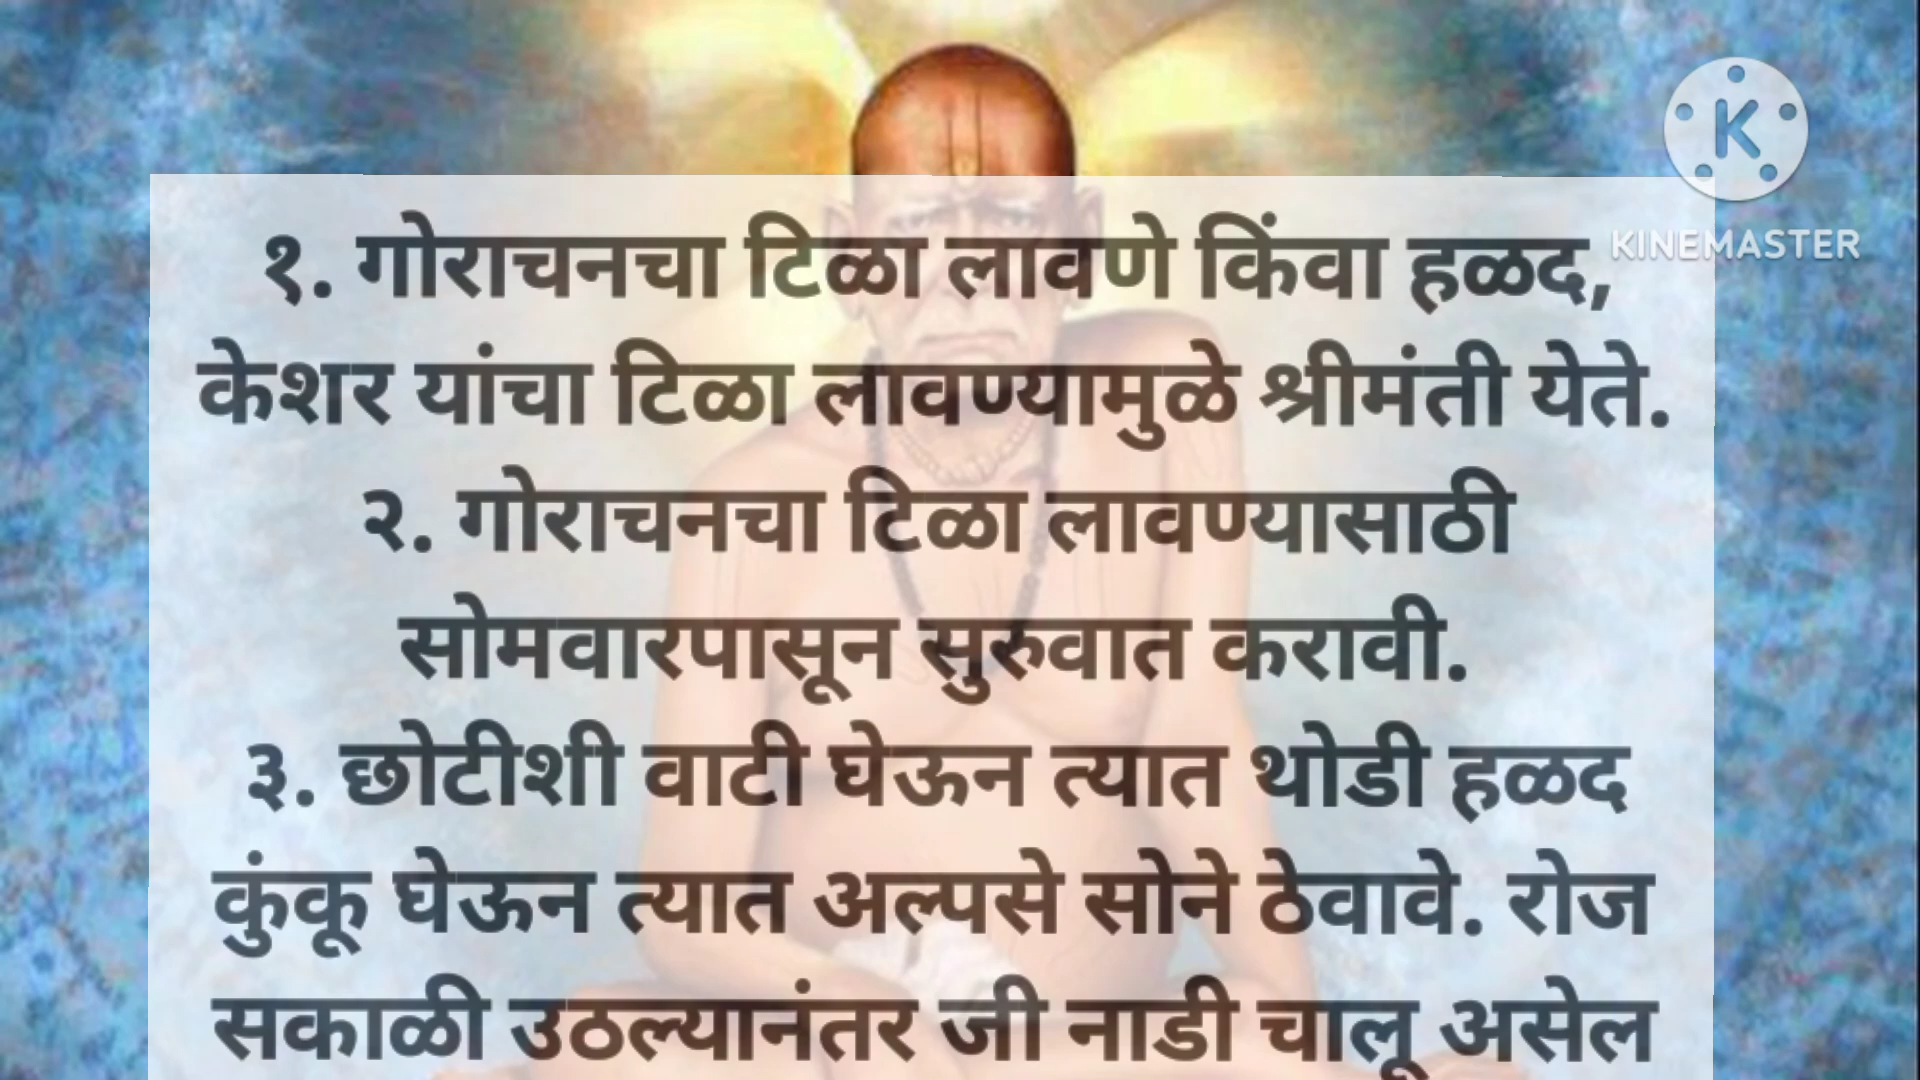 १. गोराचनचा टिळा लावणे किंवा हळद,
केशर यांचा टिळा लावण्यामुळे श्रीमंती येते.
२. गोराचनचा टिळा लावण्यासाठी
सोमवारपासून सुरुवात करावी.
३. छोटीशी वाटी घेऊन त्यात थोडी हळद
कुंकू घेऊन त्यात अल्पसे सोने ठेवावे. रोज
सकाळी उठल्यानंतर जी नाडी चालू असेल
K
KINEMASTER